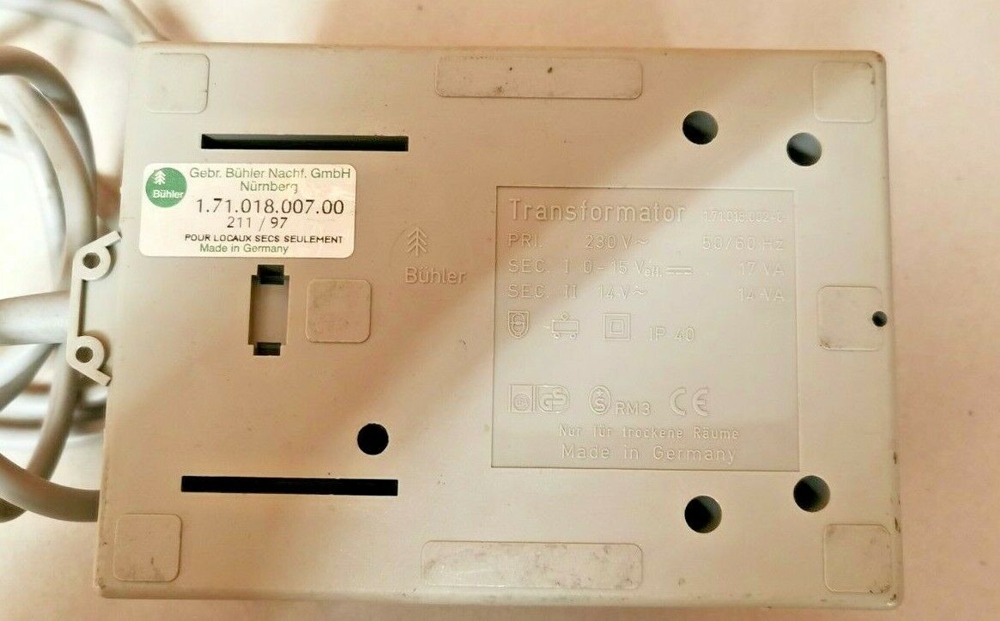 Bühler
Gebr. Bühler Nachf. GmbH
Nürnberg
1.71.018.007.00
211 / 97
POUR LOCAUX SECS SEULEMENT
Made in Germany
Bühler
Transformator
PRI. 230 V ~ 50/60 Hz
SEC I 0-15 V 17 VA
SEC II 14 V ~ 14 VA
IP 40
GS S RM3 CE
Nur für trockene Räume
Made in Germany